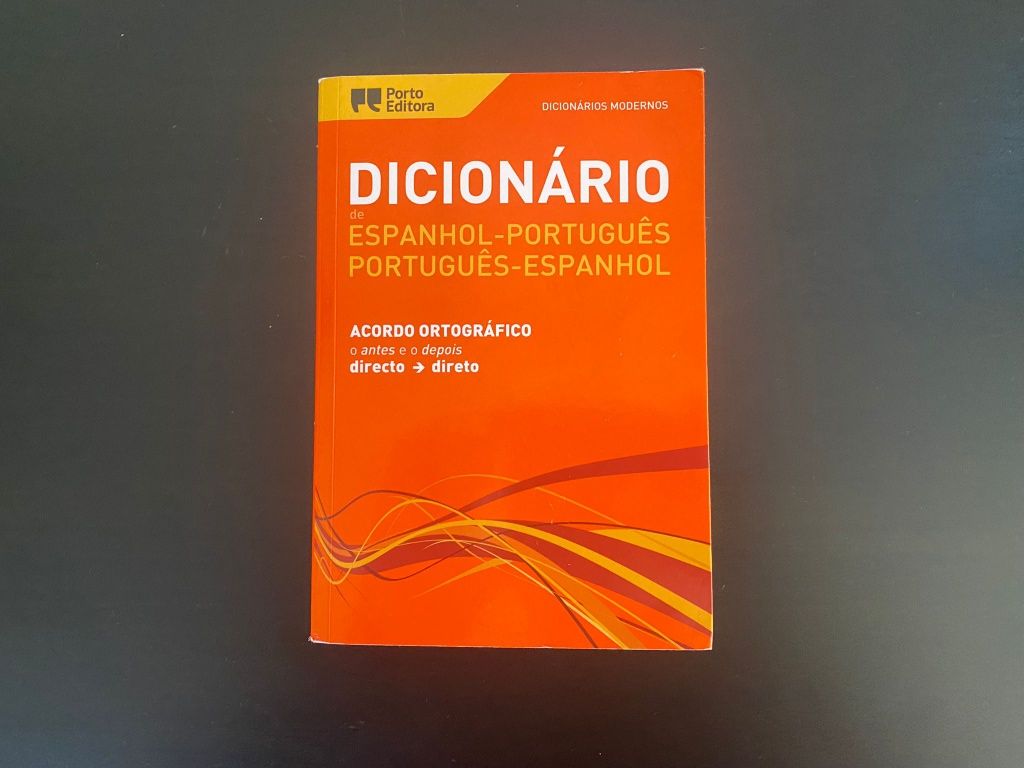 Porto
Editora
DICIONÁRIOS MODERNOS
DICIONÁRIO
de
ESPANHOL-PORTUGUÊS
PORTUGUÊS-ESPANHOL
ACORDO ORTOGRÁFICO
o antes e o depois
directo → direto